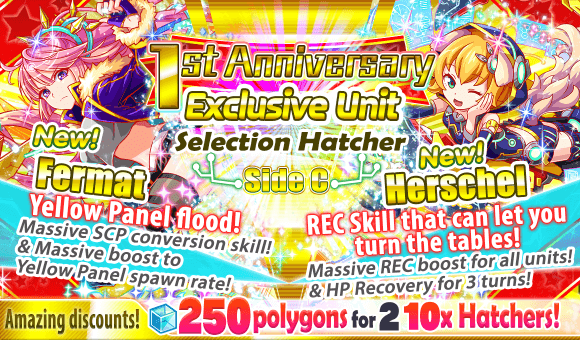 1st Anniversary
Exclusive Unit
Selection Hatcher
Side C
New!
Fermat
Yellow Panel flood!
Massive SCP conversion skill!
& Massive boost to
Yellow Panel spawn rate!
New!
Herschel
REC Skill that can let you
turn the tables!
Massive REC boost for all units!
& HP Recovery for 3 turns!
Amazing discounts! 250 polygons for 2 10x Hatchers!